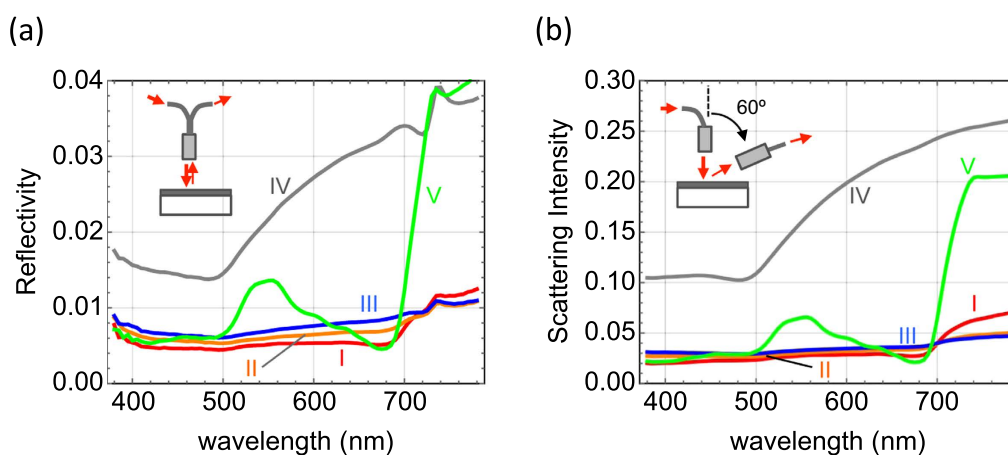 (a)
(b)
0.04
0.03
0.02
0.01
0.00
Reflectivity
IV
V
III
II
I
400
500
600
700
wavelength (nm)
0.30
0.25
0.20
0.15
0.10
0.05
0.00
Scattering Intensity
60º
V
IV
I
III
II
400
500
600
700
wavelength (nm)